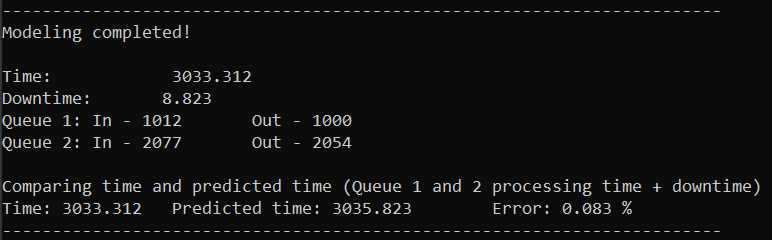 ------------------------------------------------------------------------
Modeling completed!
Time: 3033.312
Downtime: 8.823
Queue 1: In - 1012 Out - 1000
Queue 2: In - 2077 Out - 2054
Comparing time and predicted time (Queue 1 and 2 processing time + downtime)
Time: 3033.312 Predicted time: 3035.823 Error: 0.083 %
------------------------------------------------------------------------